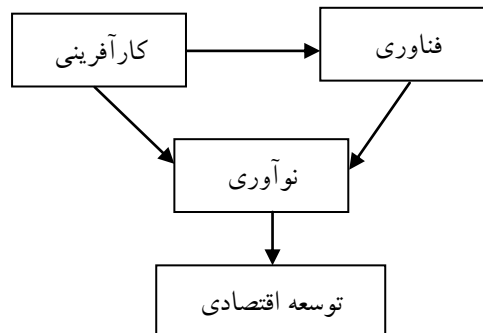 فناوری
کارآفرینی
نوآوری
توسعه اقتصادی